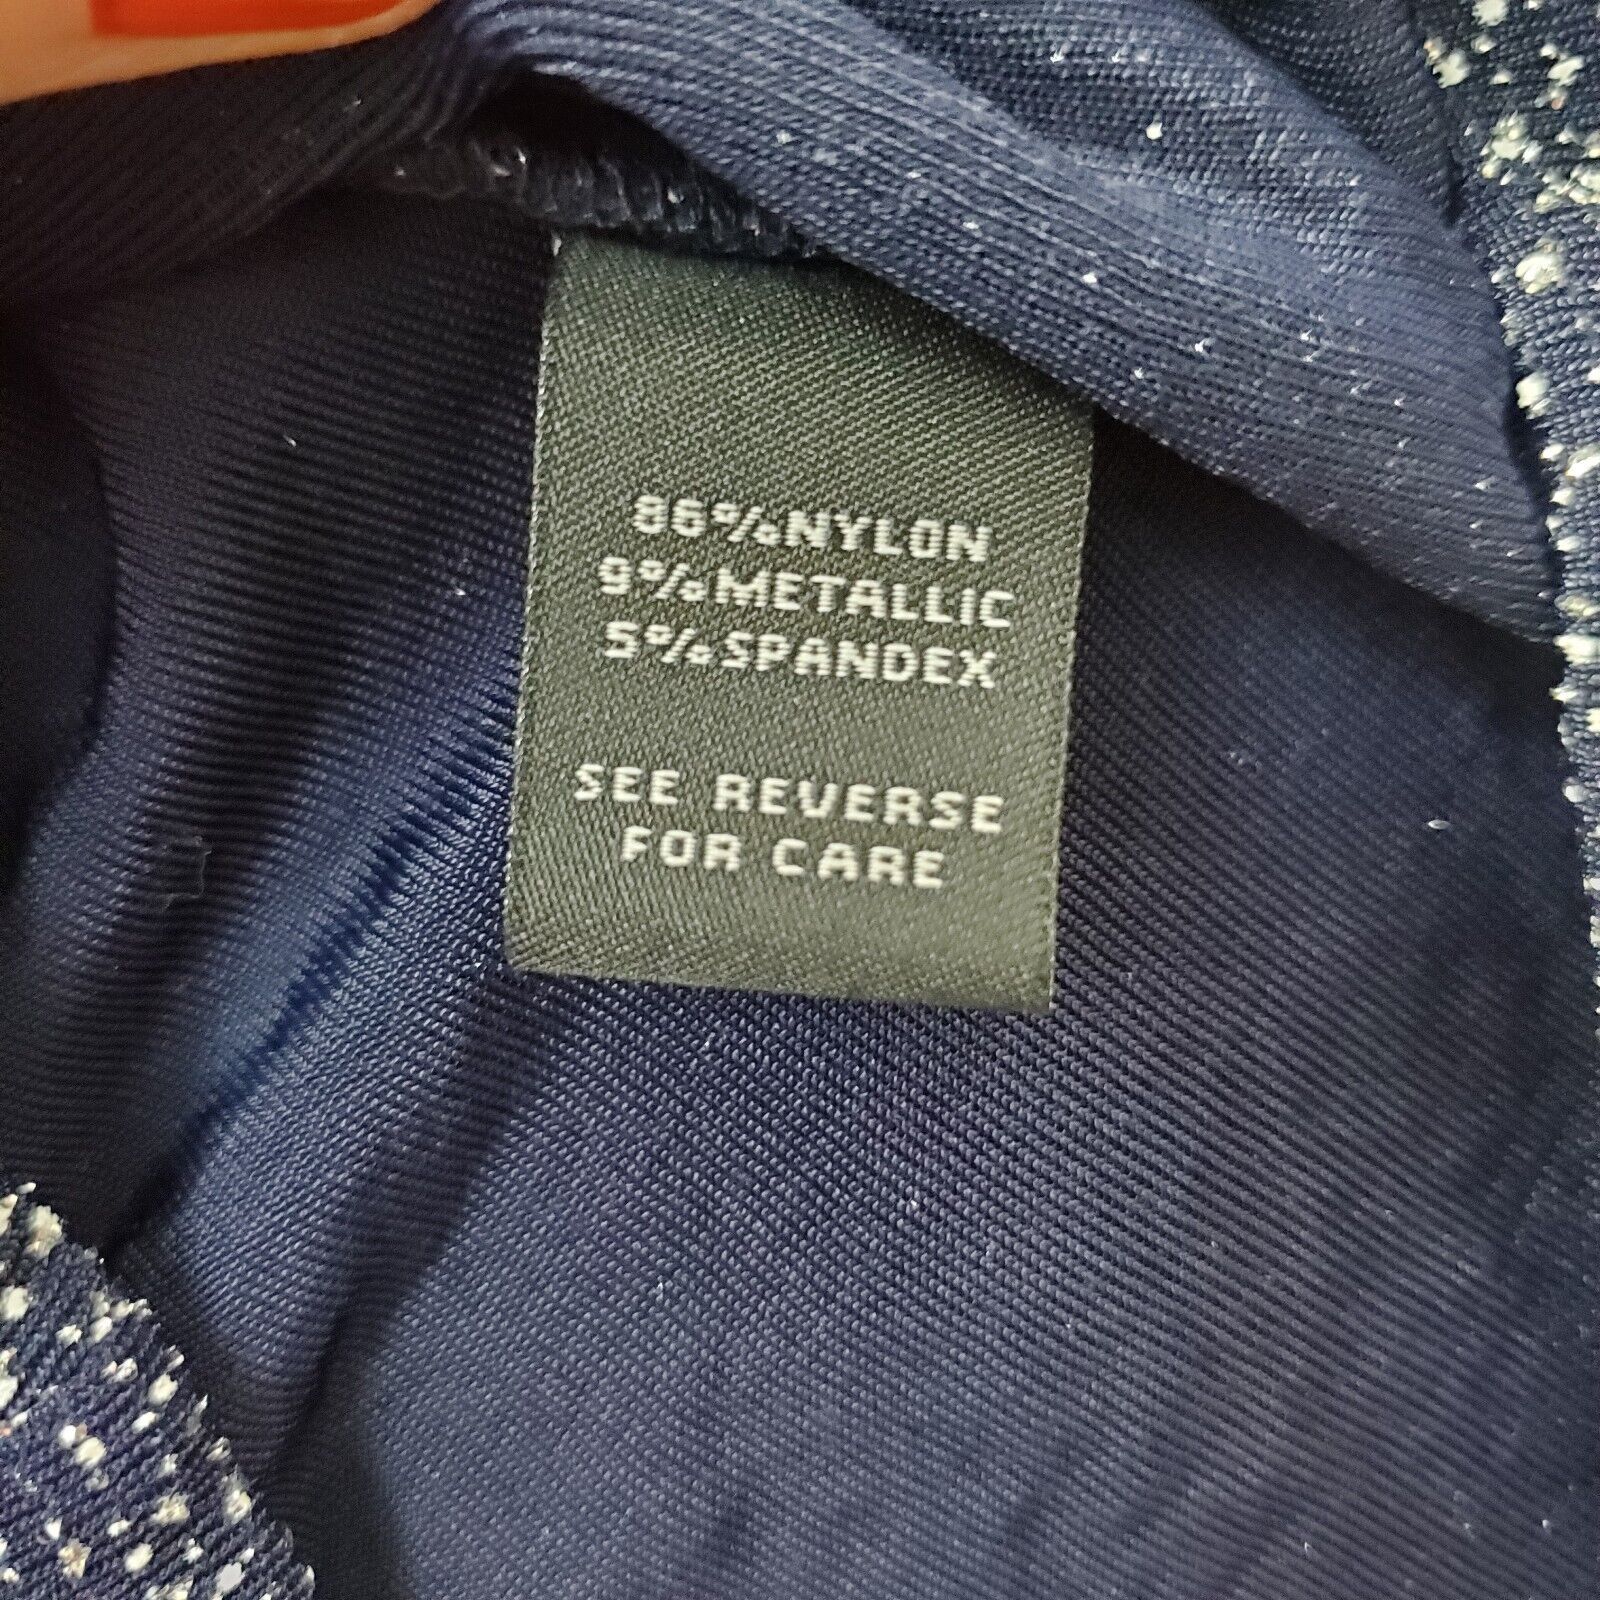 86%NYLON
9%METALLIC
5%SPANDEX
SEE REVERSE
FOR CARE